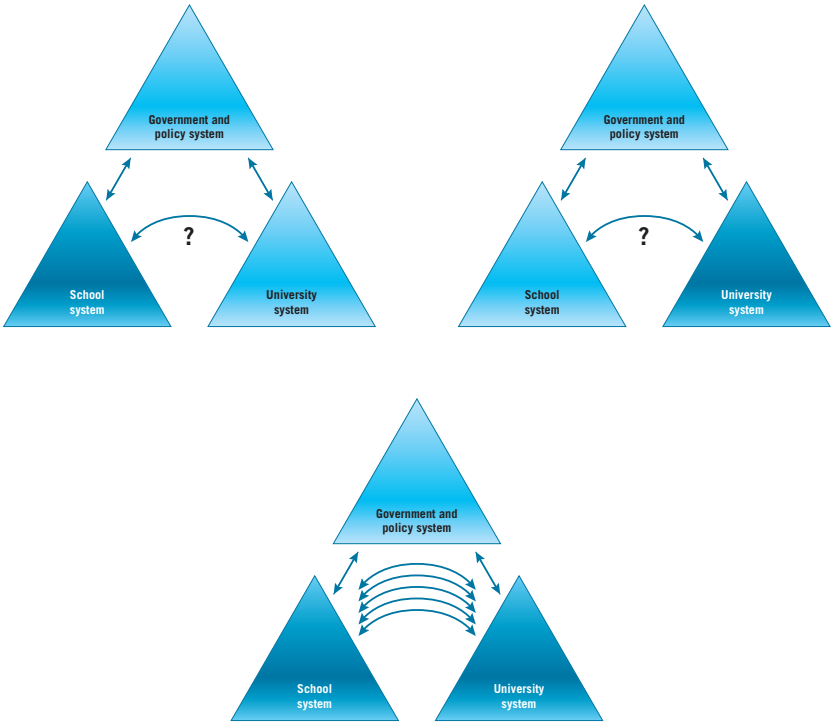 Government and
policy system
?
School
system
University
system
Government and
policy system
?
School
system
University
system
Government and
policy system
School
system
University
system